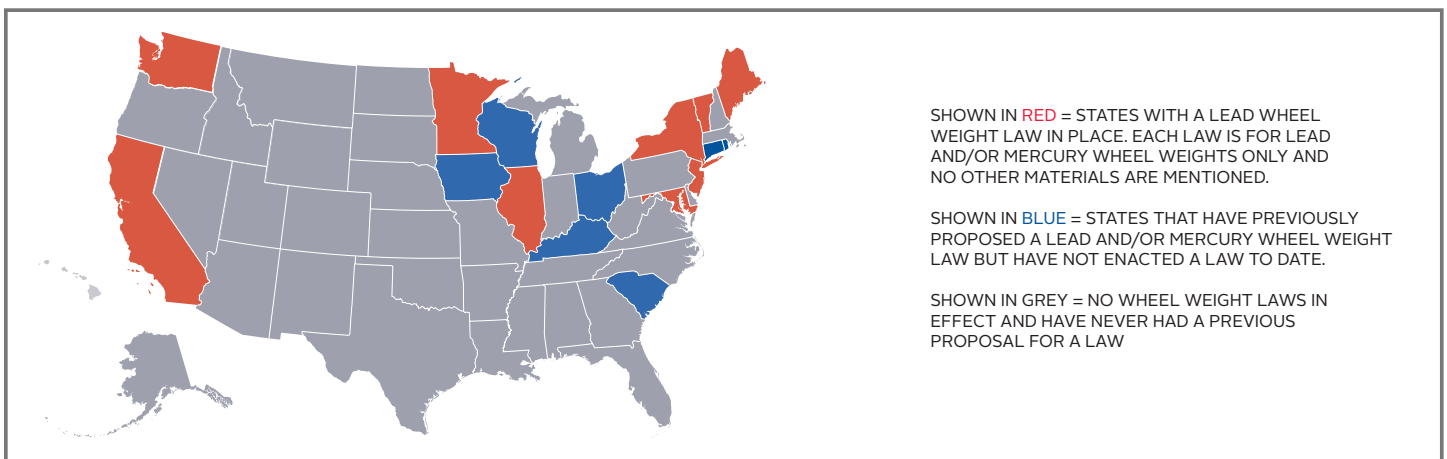 SHOWN IN RED = STATES WITH A LEAD WHEEL
WEIGHT LAW IN PLACE. EACH LAW IS FOR LEAD
AND/OR MERCURY WHEEL WEIGHTS ONLY AND
NO OTHER MATERIALS ARE MENTIONED.
SHOWN IN BLUE = STATES THAT HAVE PREVIOUSLY
PROPOSED A LEAD AND/OR MERCURY WHEEL WEIGHT
LAW BUT HAVE NOT ENACTED A LAW TO DATE.
SHOWN IN GREY = NO WHEEL WEIGHT LAWS IN
EFFECT AND HAVE NEVER HAD A PREVIOUS
PROPOSAL FOR A LAW